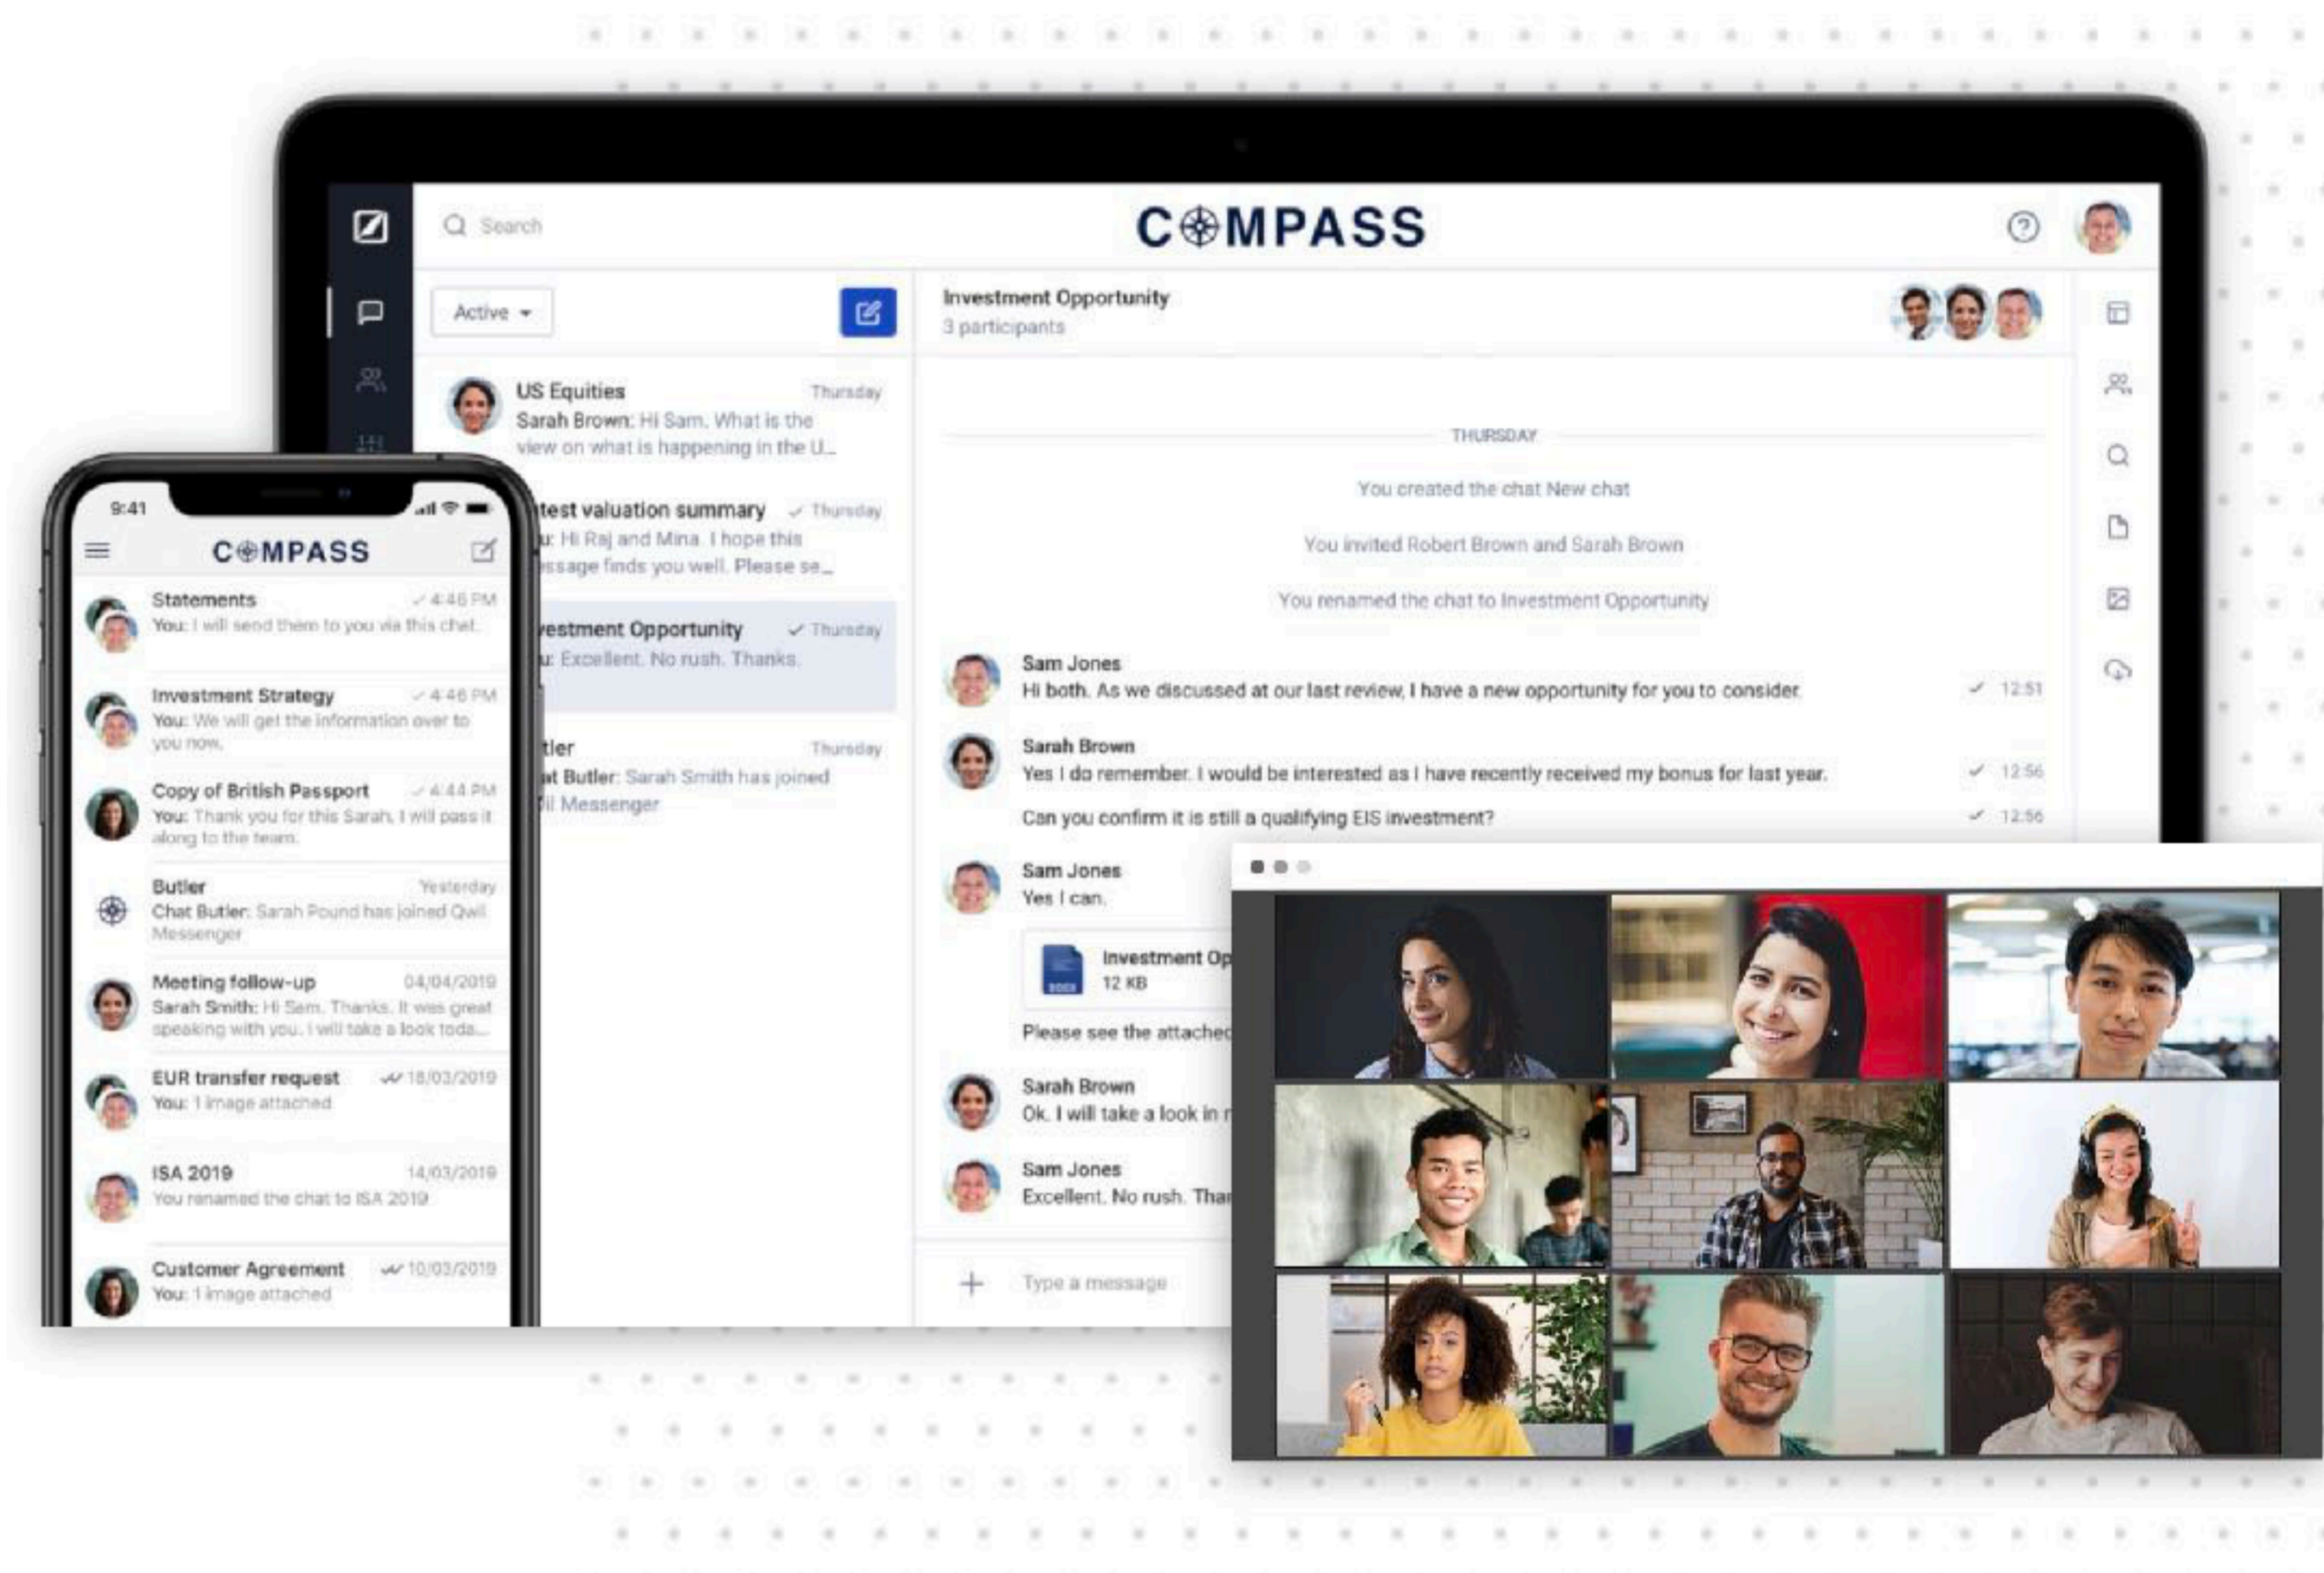 Search
COMPASS
Active
Investment Opportunity
3 participants
US Equities
Thursday
Sarah Brown: Hi Sam. What is the
view on what is happening in the U...
test valuation summary
Thursday
u: Hi Raj and Mina. I hope this
ssage finds you well. Please se...
vestment Opportunity
Thursday
u: Excellent. No rush. Thanks.
tler
Thursday
at Butler: Sarah Smith has joined
il Messenger
THURSDAY
You created the chat New chat
You invited Robert Brown and Sarah Brown
You renamed the chat to Investment Opportunity
Sam Jones
Hi both. As we discussed at our last review, I have a new opportunity for you to consider.
12:51
Sarah Brown
Yes I do remember. I would be interested as I have recently received my bonus for last year.
12:56
Can you confirm it is still a qualifying EIS investment?
12:56
Sam Jones
Yes I can.
Investment Op
12 KB
DOCX
Please see the attached
Sarah Brown
Ok. I will take a look in
Sam Jones
Excellent. No rush. Than
Type a message
9:41
COMPASS
Statements
4:46 PM
You: I will send them to you via this chat.
Investment Strategy
4:46 PM
You: We will get the information over to
you now.
Copy of British Passport
4:44 PM
You: Thank you for this Sarah, I will pass it
along to the team.
Butler
Yesterday
Chat Butler: Sarah Pound has joined Qwil
Messenger
Meeting follow-up
04/04/2019
Sarah Smith: Hi Sam. Thanks. It was great
speaking with you. I will take a look toda...
EUR transfer request
18/03/2019
You: 1 image attached
ISA 2019
14/03/2019
You renamed the chat to ISA 2019
Customer Agreement
10/03/2019
You: 1 image attached